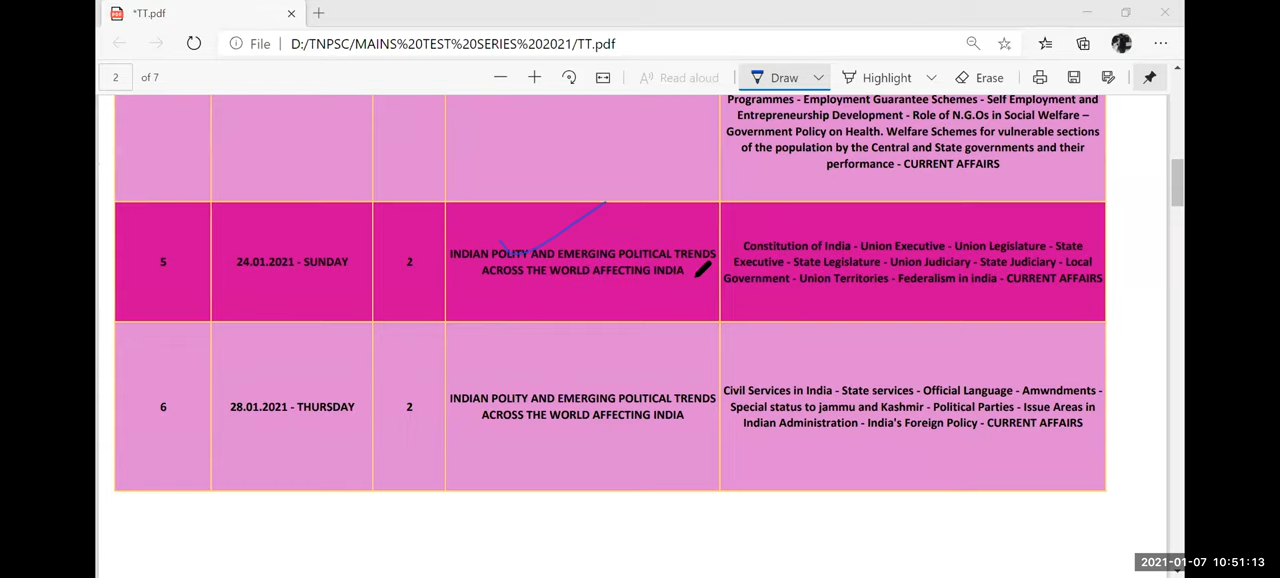 *TT.pdf
File
D:/TNPSC/MAINS%20TEST%20SERIES%202021/TT.pdf
2 of 7
Read aloud
Draw
Highlight
Erase
Programmes - Employment Guarantee Schemes - Self Employment and
Entrepreneurship Development - Role of N.G.Os in Social Welfare –
Government Policy on Health. Welfare Schemes for vulnerable sections
of the population by the Central and State governments and their
performance - CURRENT AFFAIRS
5
24.01.2021 - SUNDAY
2
INDIAN POLITY AND EMERGING POLITICAL TRENDS
ACROSS THE WORLD AFFECTING INDIA
Constitution of India - Union Executive - Union Legislature - State
Executive - State Legislature - Union Judiciary - State Judiciary - Local
Government - Union Territories - Federalism in india - CURRENT AFFAIRS
6
28.01.2021 - THURSDAY
2
INDIAN POLITY AND EMERGING POLITICAL TRENDS
ACROSS THE WORLD AFFECTING INDIA
Civil Services in India - State services - Official Language - Amwndments -
Special status to jammu and Kashmir - Political Parties - Issue Areas in
Indian Administration - India's Foreign Policy - CURRENT AFFAIRS
2021-01-07 10:51:13